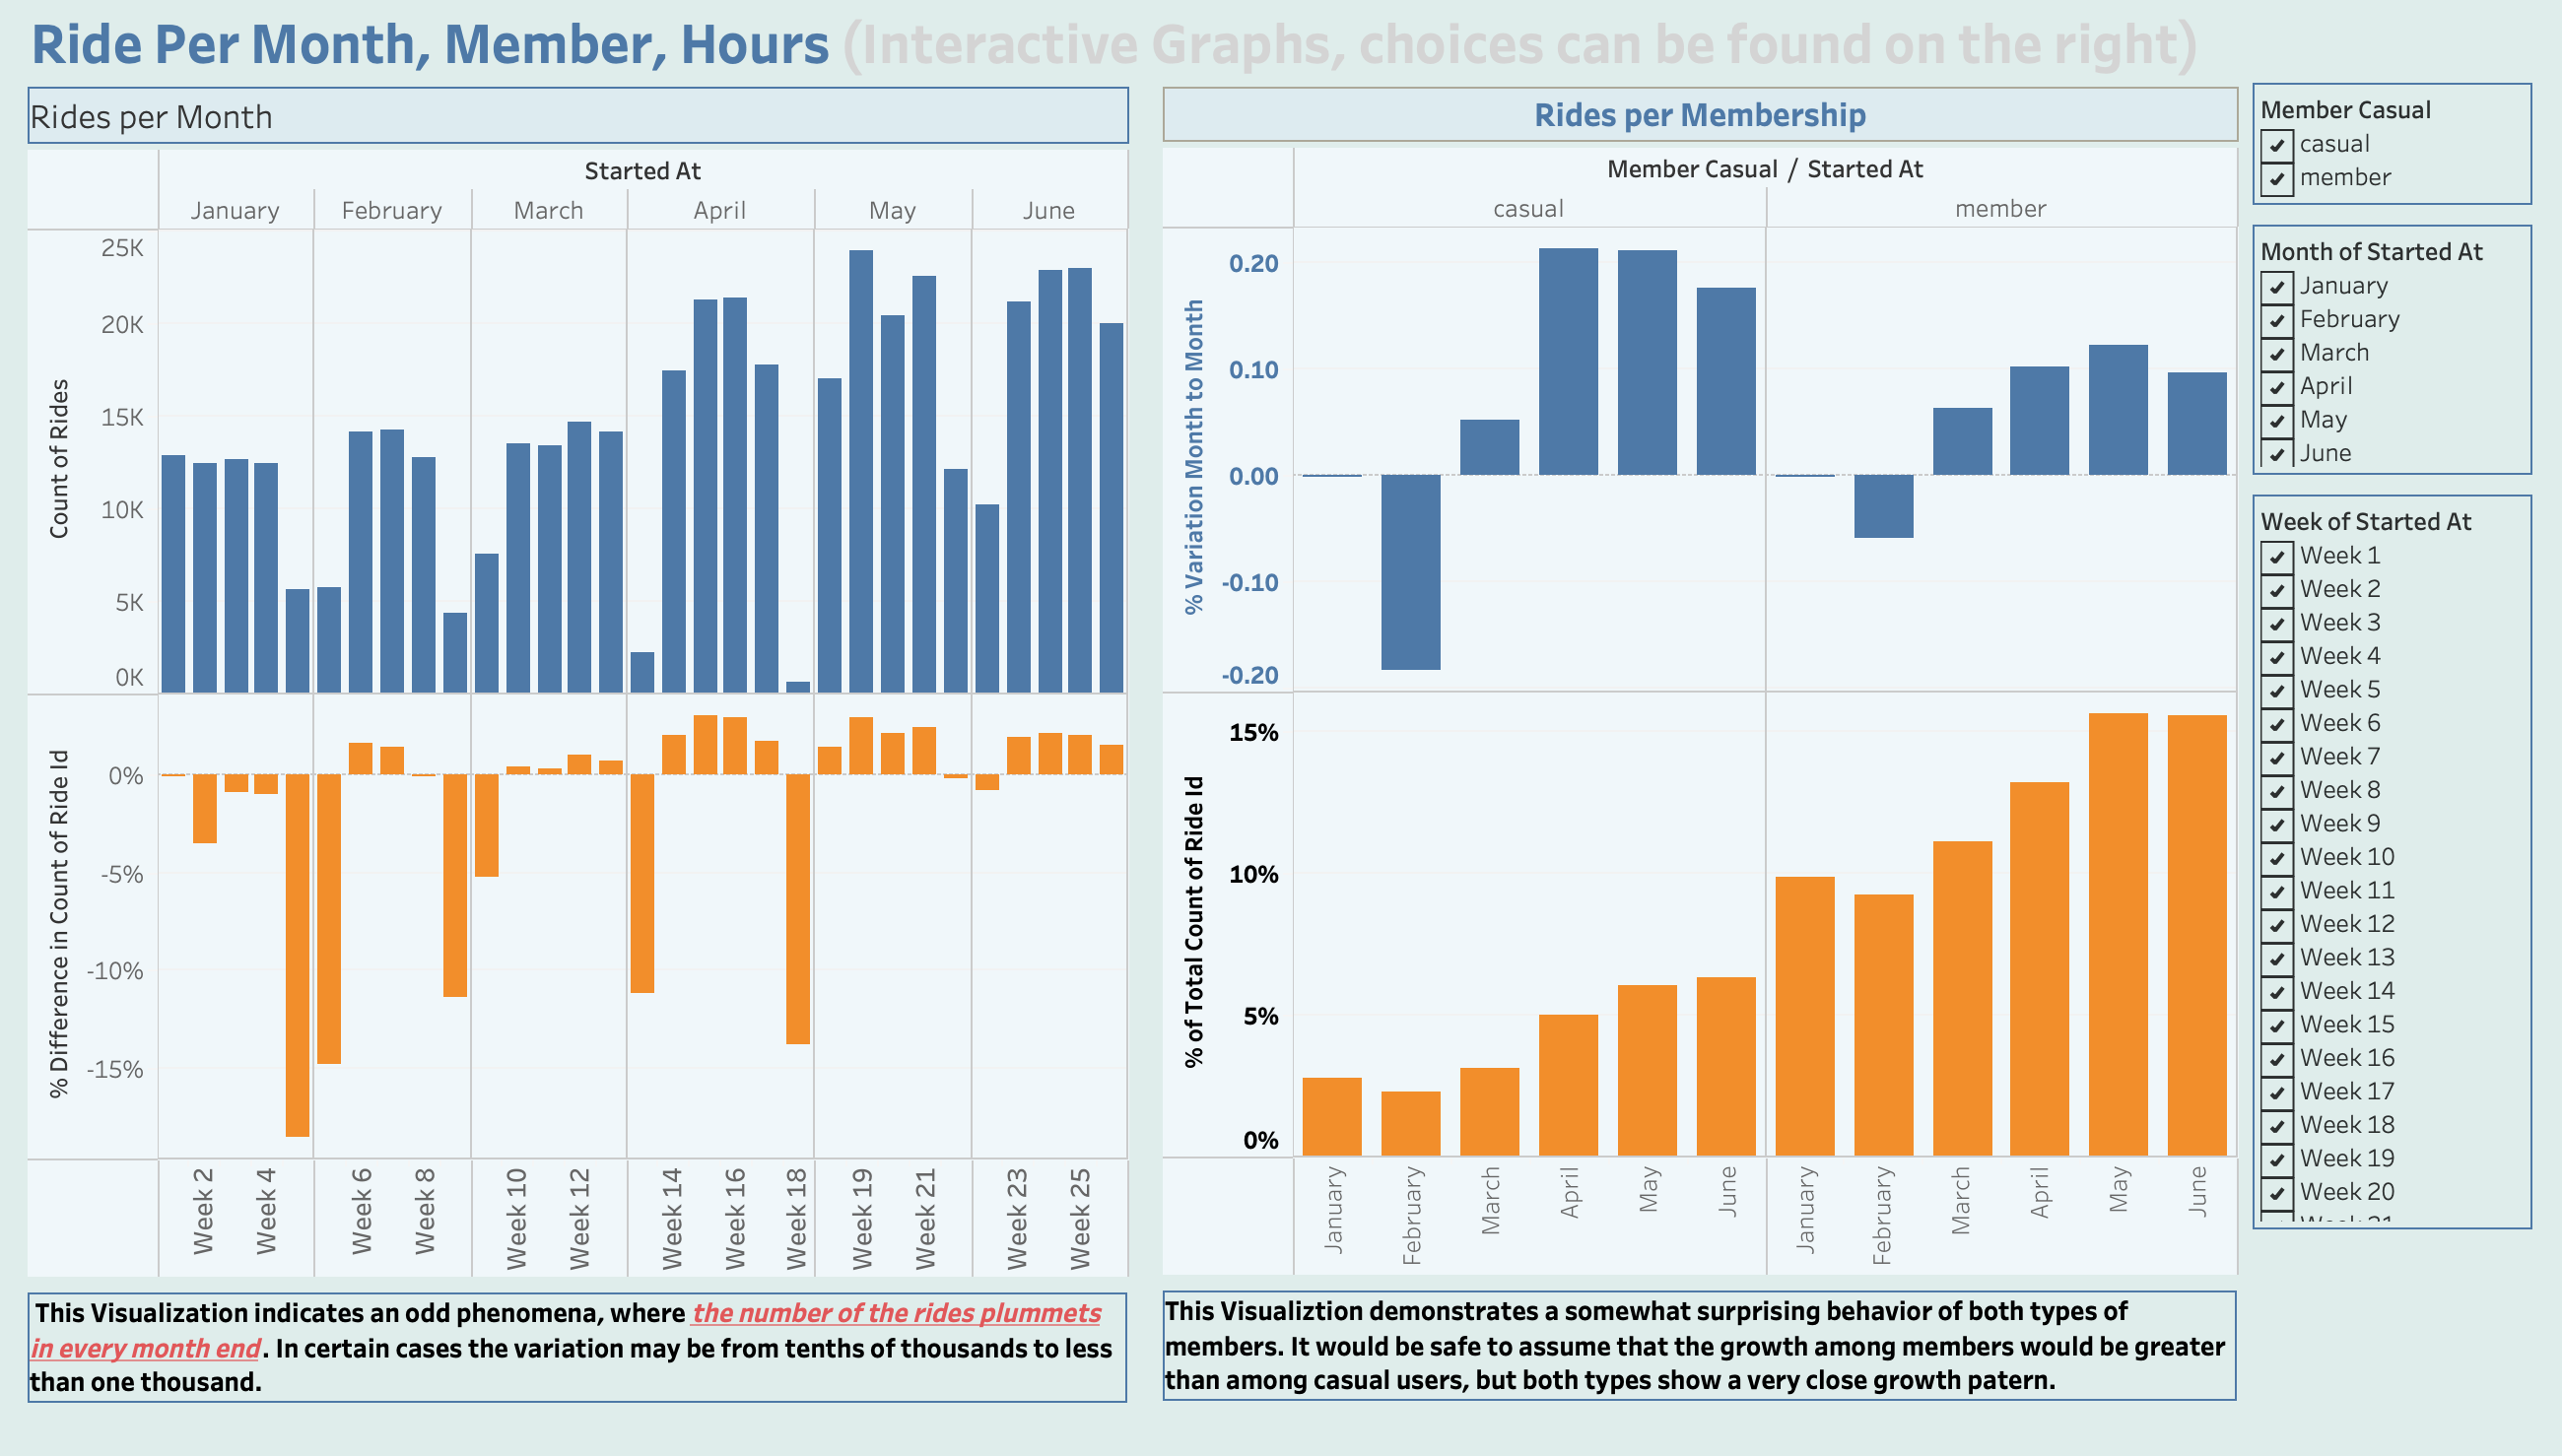 Ride Per Month, Member, Hours (Interactive Graphs, choices can be found on the right)
Rides per Month
Started At
January February March April May June
Count of Rides
25K
20K
15K
10K
5K
0K
% Difference in Count of Ride Id
0%
-5%
-10%
-15%
Week 2 Week 4 Week 6 Week 8 Week 10 Week 12 Week 14 Week 16 Week 18 Week 19 Week 21 Week 23 Week 25
This Visualization indicates an odd phenomena, where the number of the rides plummets
in every month end. In certain cases the variation may be from tenths of thousands to less
than one thousand.
Rides per Membership
Member Casual / Started At
casual member
% Variation Month to Month
0.20
0.10
0.00
-0.10
-0.20
% of Total Count of Ride Id
15%
10%
5%
0%
January February March April May June January February March April May June
This Visualiztion demonstrates a somewhat surprising behavior of both types of
members. It would be safe to assume that the growth among members would be greater
than among casual users, but both types show a very close growth patern.
Member Casual
casual
member
Month of Started At
January
February
March
April
May
June
Week of Started At
Week 1
Week 2
Week 3
Week 4
Week 5
Week 6
Week 7
Week 8
Week 9
Week 10
Week 11
Week 12
Week 13
Week 14
Week 15
Week 16
Week 17
Week 18
Week 19
Week 20